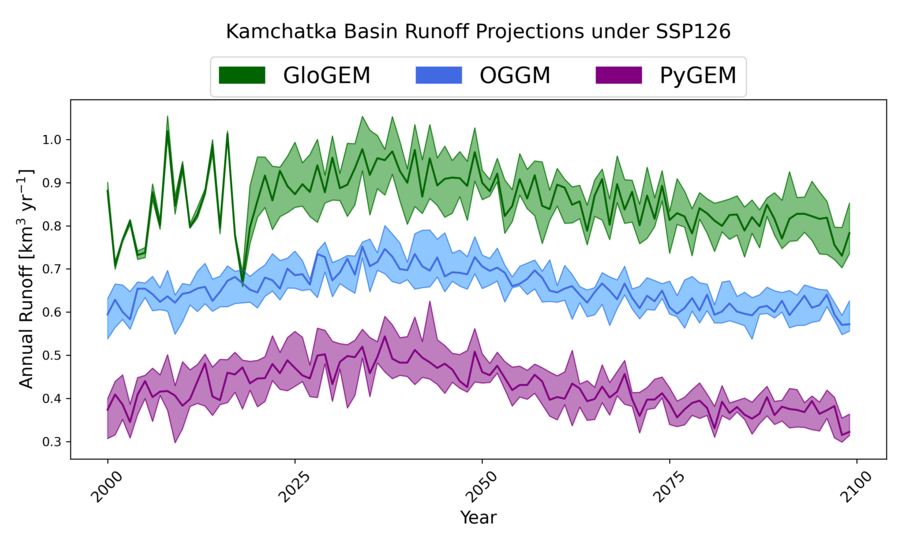 Kamchatka Basin Runoff Projections under SSP126
GloGEM OGGM PyGEM
Annual Runoff [km³ yr⁻¹]
1.0
0.9
0.8
0.7
0.6
0.5
0.4
0.3
2000 2025 2050 2075 2100
Year